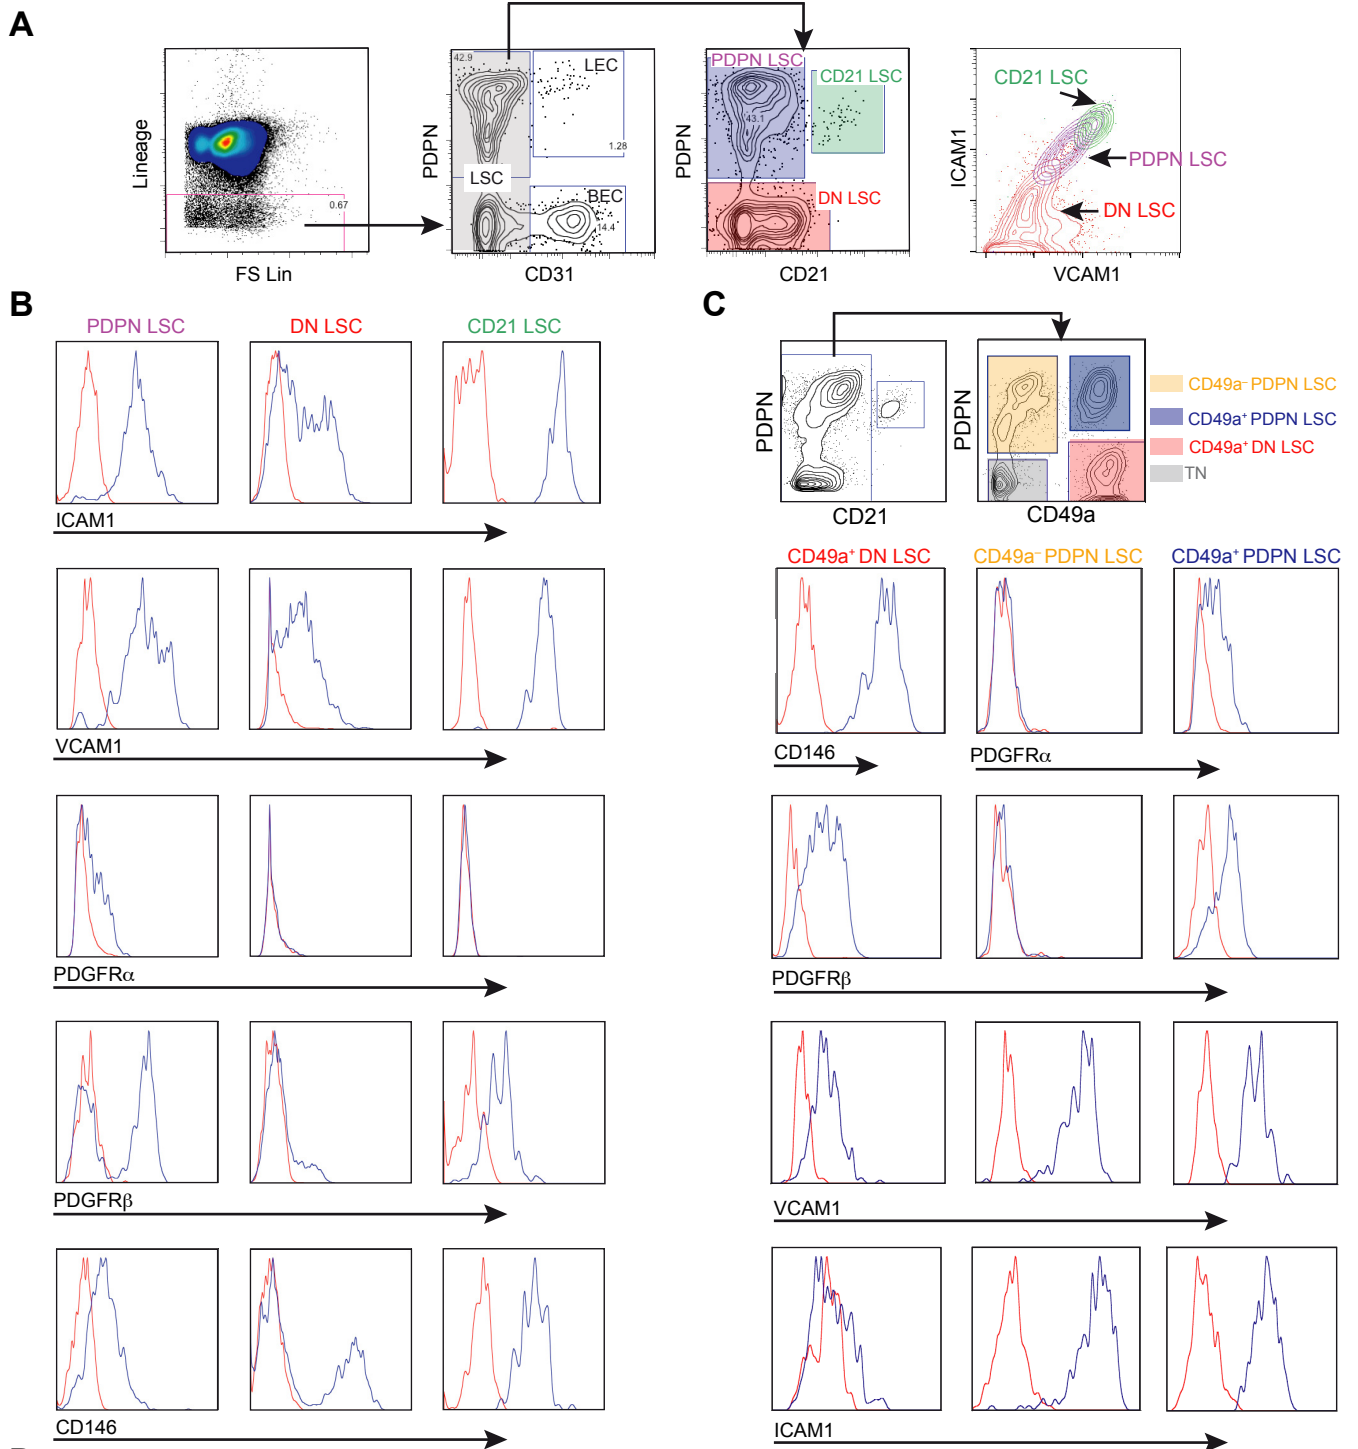 A
Lineage
0.67
FS Lin
42.9
LEC
1.28
LSC
BEC
14.4
PDPN
CD31
PDPN LSC
CD21 LSC
43.1
DN LSC
PDPN
CD21
CD21 LSC
PDPN LSC
DN LSC
ICAM1
VCAM1
B
PDPN LSC
DN LSC
CD21 LSC
ICAM1
VCAM1
PDGFRα
PDGFRβ
CD146
C
PDPN
CD21
PDPN
CD49a
CD49a⁻ PDPN LSC
CD49a⁺ PDPN LSC
CD49a⁺ DN LSC
TN
CD49a⁺ DN LSC
CD49a⁻ PDPN LSC
CD49a⁺ PDPN LSC
CD146
PDGFRα
PDGFRβ
VCAM1
ICAM1